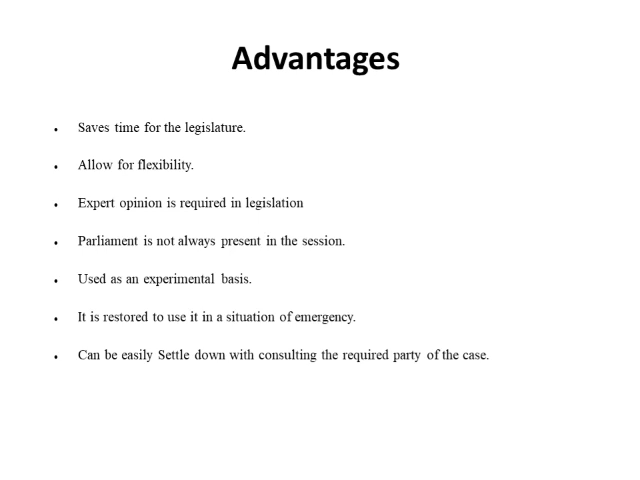 Advantages
• Saves time for the legislature.
• Allow for flexibility.
• Expert opinion is required in legislation
• Parliament is not always present in the session.
• Used as an experimental basis.
• It is restored to use it in a situation of emergency.
• Can be easily Settle down with consulting the required party of the case.